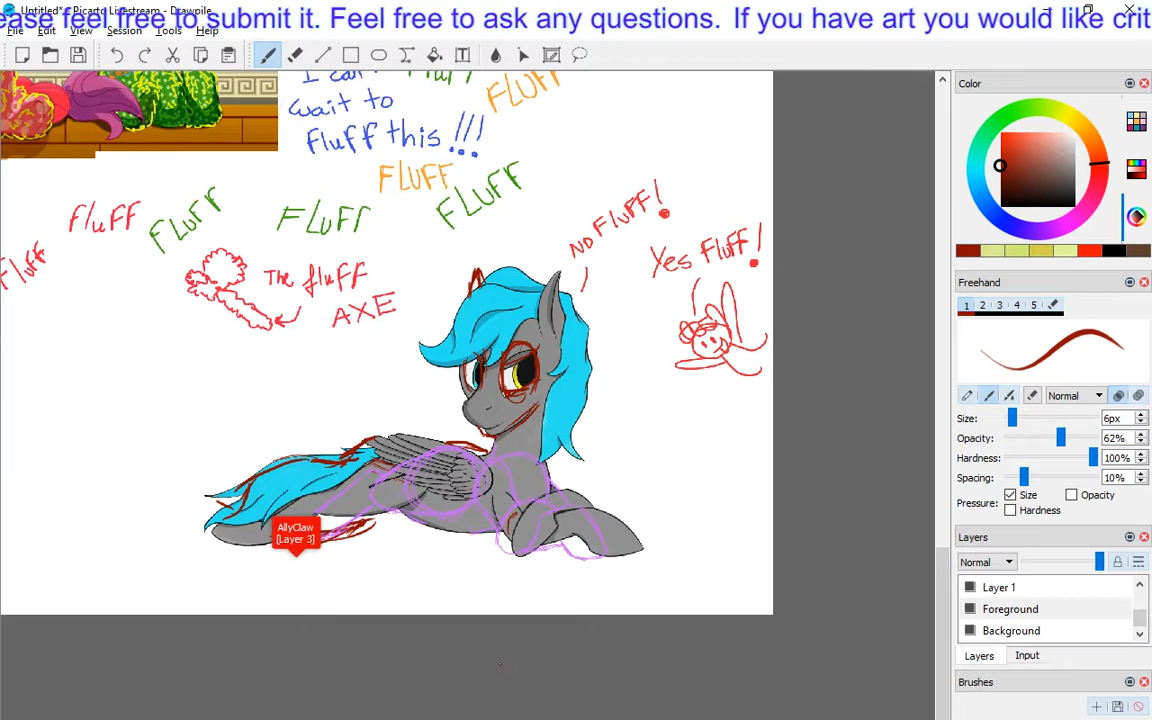 Untitled* - Picarto Livestream - Drawpile
ease feel free to submit it. Feel free to ask any questions.  If you have art you would like crit
File Edit View Session Tools Help
wait to
fluff this!!!
FLUFF
FLUFF
FLUFF
FLUFF
fluFF
FLUFF
FLUFF
fluff
The fluFF
AXE
NO FLUFF!
Yes fluff!
AllyClaw
[Layer 3]
Color
Freehand
1 2 3 4 5
Normal
Size: 6px
Opacity: 62%
Hardness: 100%
Spacing: 10%
Pressure: Size Opacity
Hardness
Layers
Normal
Layer 1
Foreground
Background
Layers Input
Brushes